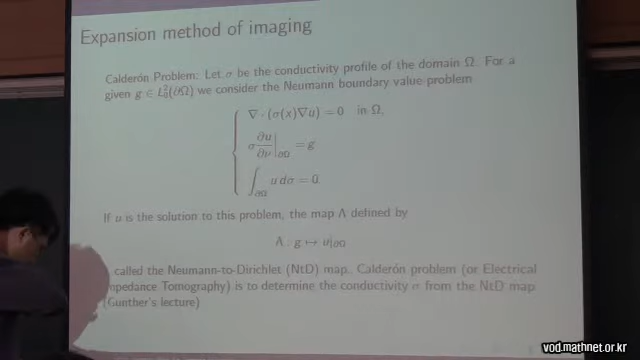 Expansion method of imaging
Calderón Problem: Let σ be the conductivity profile of the domain Ω. For a
given g ∈ L²₀(∂Ω) we consider the Neumann boundary value problem
∇ · (σ(x)∇u) = 0 in Ω,
σ ∂u/∂ν |∂Ω = g
∫∂Ω u dσ = 0.
If u is the solution to this problem, the map Λ defined by
Λ : g ↦ u|∂Ω
called the Neumann-to-Dirichlet (NtD) map. Calderón problem (or Electrical
mpedance Tomography) is to determine the conductivity σ from the NtD map
(Gunther's lecture)
vod.mathnet.or.kr